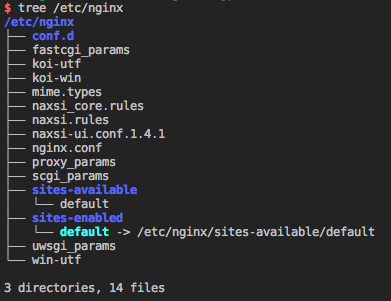 $ tree /etc/nginx
/etc/nginx
├── conf.d
├── fastcgi_params
├── koi-utf
├── koi-win
├── mime.types
├── naxsi_core.rules
├── naxsi.rules
├── naxsi-ui.conf.1.4.1
├── nginx.conf
├── proxy_params
├── scgi_params
├── sites-available
│   └── default
├── sites-enabled
│   └── default -> /etc/nginx/sites-available/default
├── uwsgi_params
└── win-utf
3 directories, 14 files